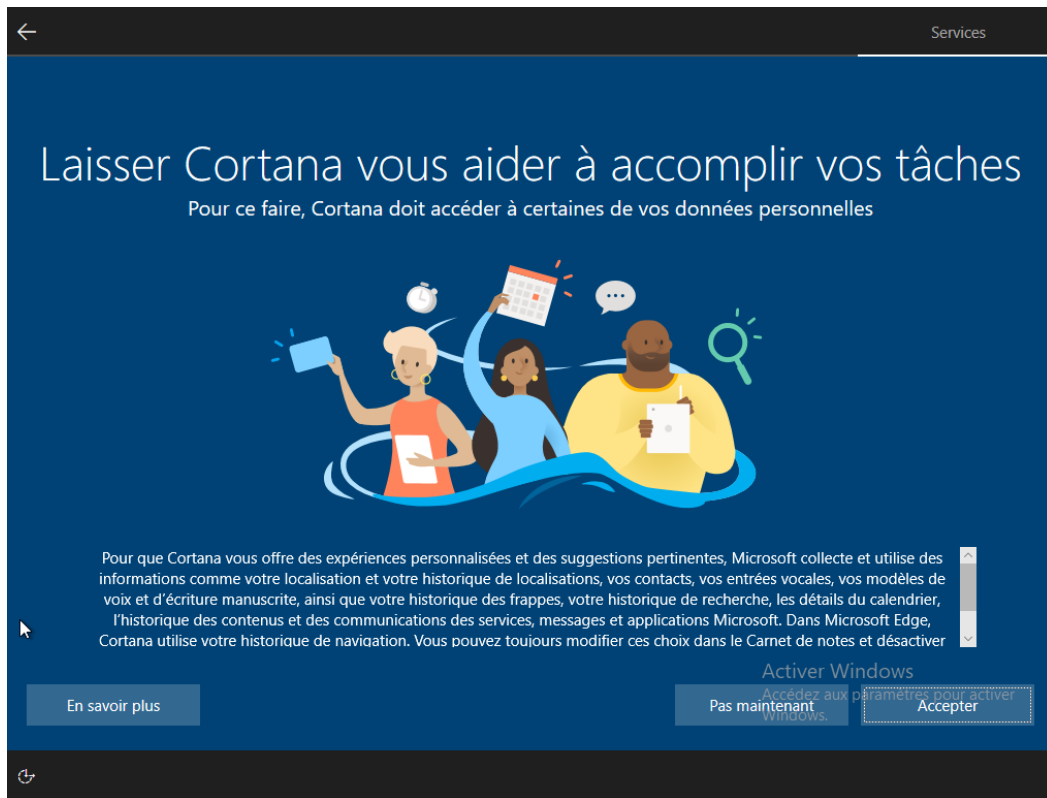 Services
Laisser Cortana vous aider à accomplir vos tâches
Pour ce faire, Cortana doit accéder à certaines de vos données personnelles
Pour que Cortana vous offre des expériences personnalisées et des suggestions pertinentes, Microsoft collecte et utilise des
informations comme votre localisation et votre historique de localisations, vos contacts, vos entrées vocales, vos modèles de
voix et d'écriture manuscrite, ainsi que votre historique des frappes, votre historique de recherche, les détails du calendrier,
l'historique des contenus et des communications des services, messages et applications Microsoft. Dans Microsoft Edge,
Cortana utilise votre historique de navigation. Vous pouvez toujours modifier ces choix dans le Carnet de notes et désactiver
Activer Windows
Accédez aux paramètres pour activer
Windows.
En savoir plus
Pas maintenant
Accepter